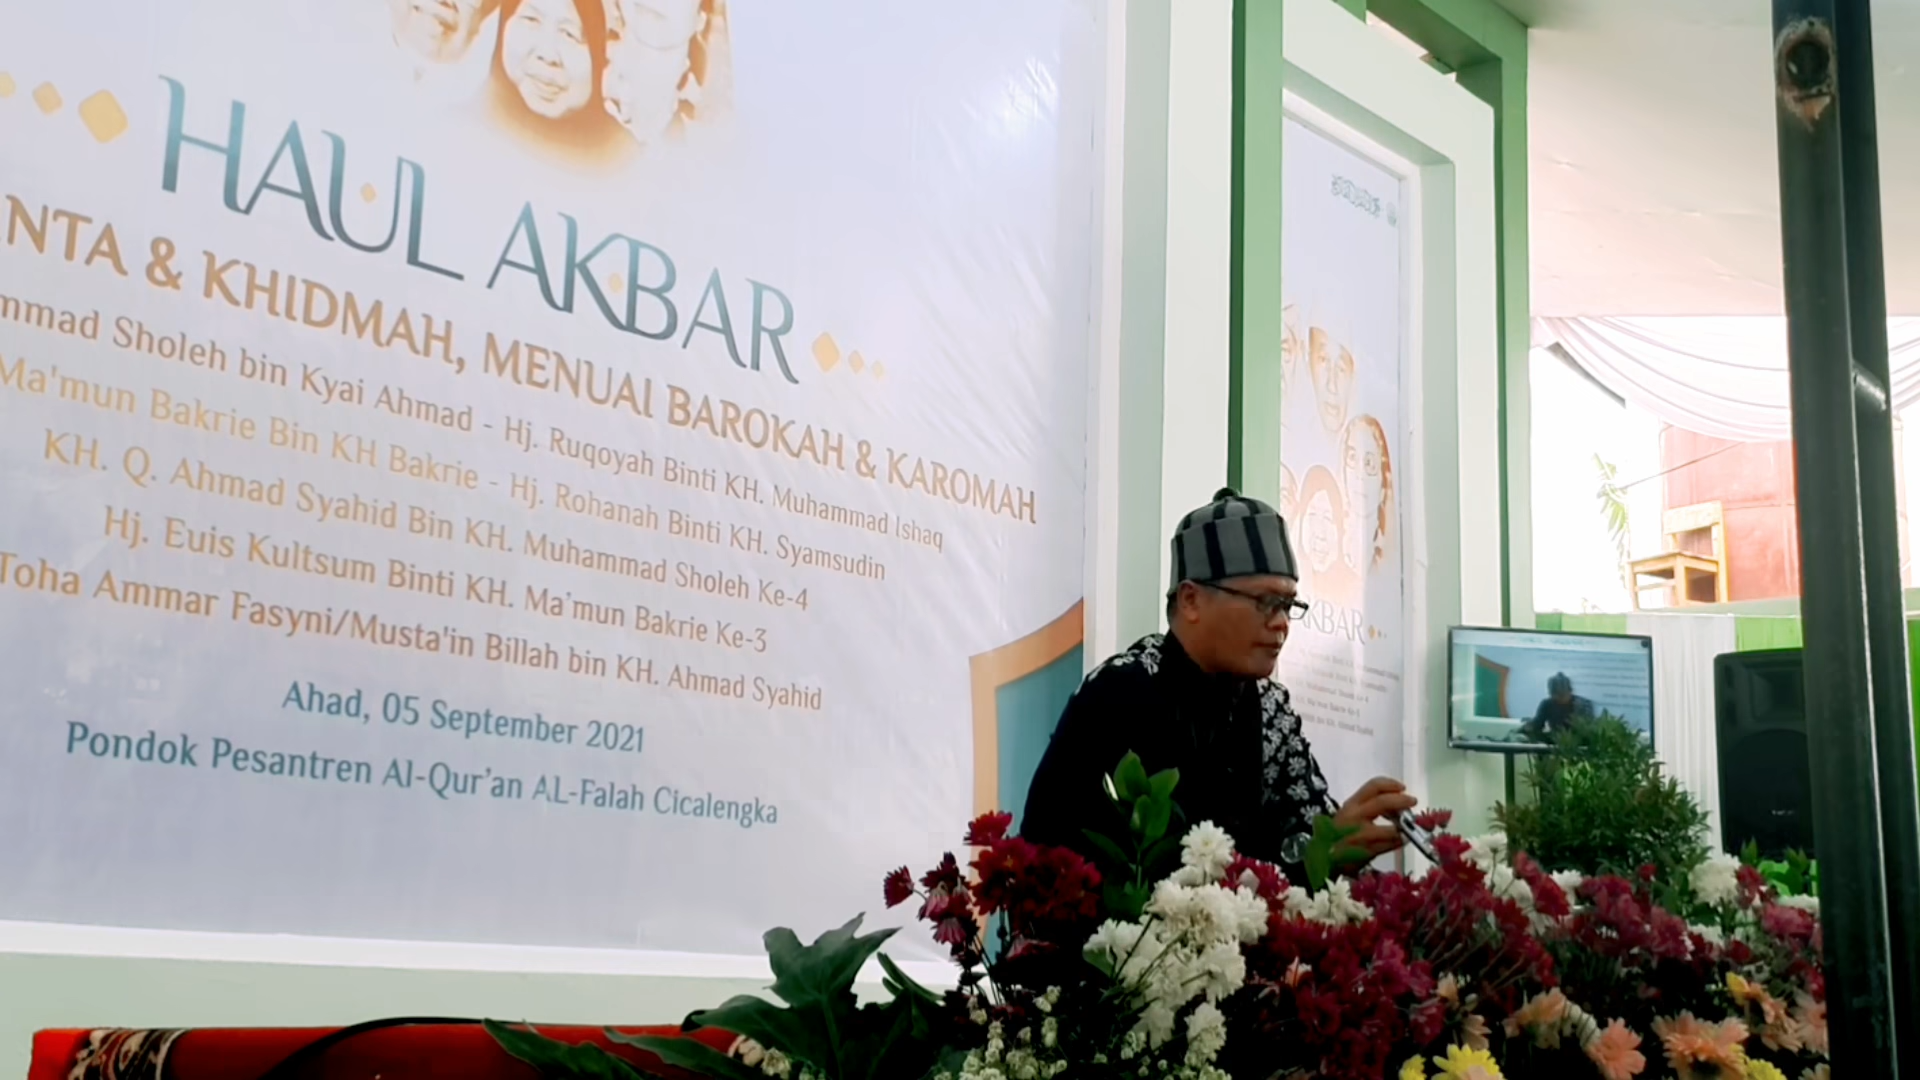 HAUL AKBAR
NTA & KHIDMAH, MENUAI BAROKAH & KAROMAH
mmad Sholeh bin Kyai Ahmad - Hj. Ruqoyah Binti KH. Muhammad Ishaq
Ma'mun Bakrie Bin KH Bakrie - Hj. Rohanah Binti KH. Syamsudin
KH. Q. Ahmad Syahid Bin KH. Muhammad Sholeh Ke-4
Hj. Euis Kultsum Binti KH. Ma'mun Bakrie Ke-3
Toha Ammar Fasyni/Musta'in Billah bin KH. Ahmad Syahid
Ahad, 05 September 2021
Pondok Pesantren Al-Qur'an AL-Falah Cicalengka
AKBAR